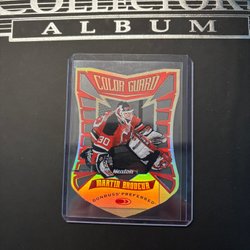 COLLECTOR'S
ALBUM
COLOR GUARD
30
MARTIN BRODEUR
DONRUSS PREFERRED